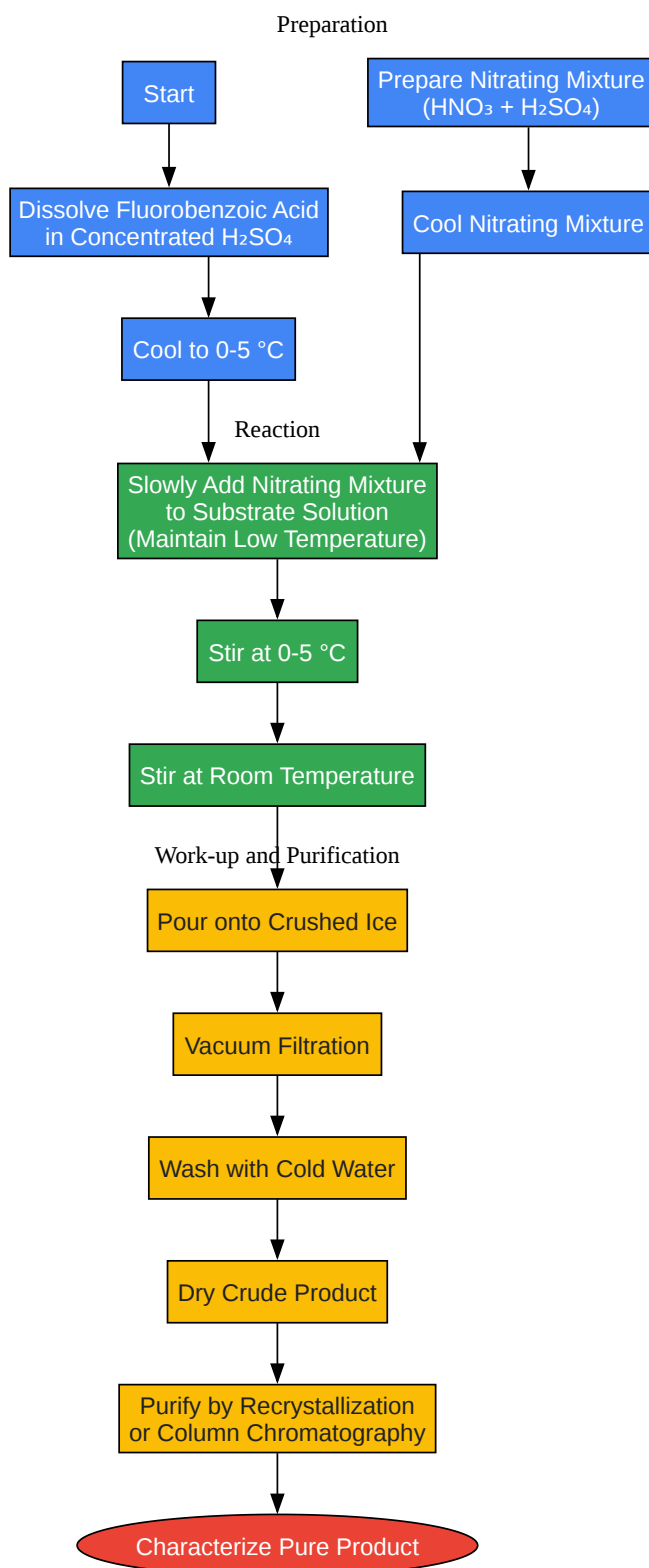 Preparation
Start
Prepare Nitrating Mixture
(HNO₃ + H₂SO₄)
Dissolve Fluorobenzoic Acid
in Concentrated H₂SO₄
Cool Nitrating Mixture
Cool to 0-5 °C
Reaction
Slowly Add Nitrating Mixture
to Substrate Solution
(Maintain Low Temperature)
Stir at 0-5 °C
Stir at Room Temperature
Work-up and Purification
Pour onto Crushed Ice
Vacuum Filtration
Wash with Cold Water
Dry Crude Product
Purify by Recrystallization
or Column Chromatography
Characterize Pure Product